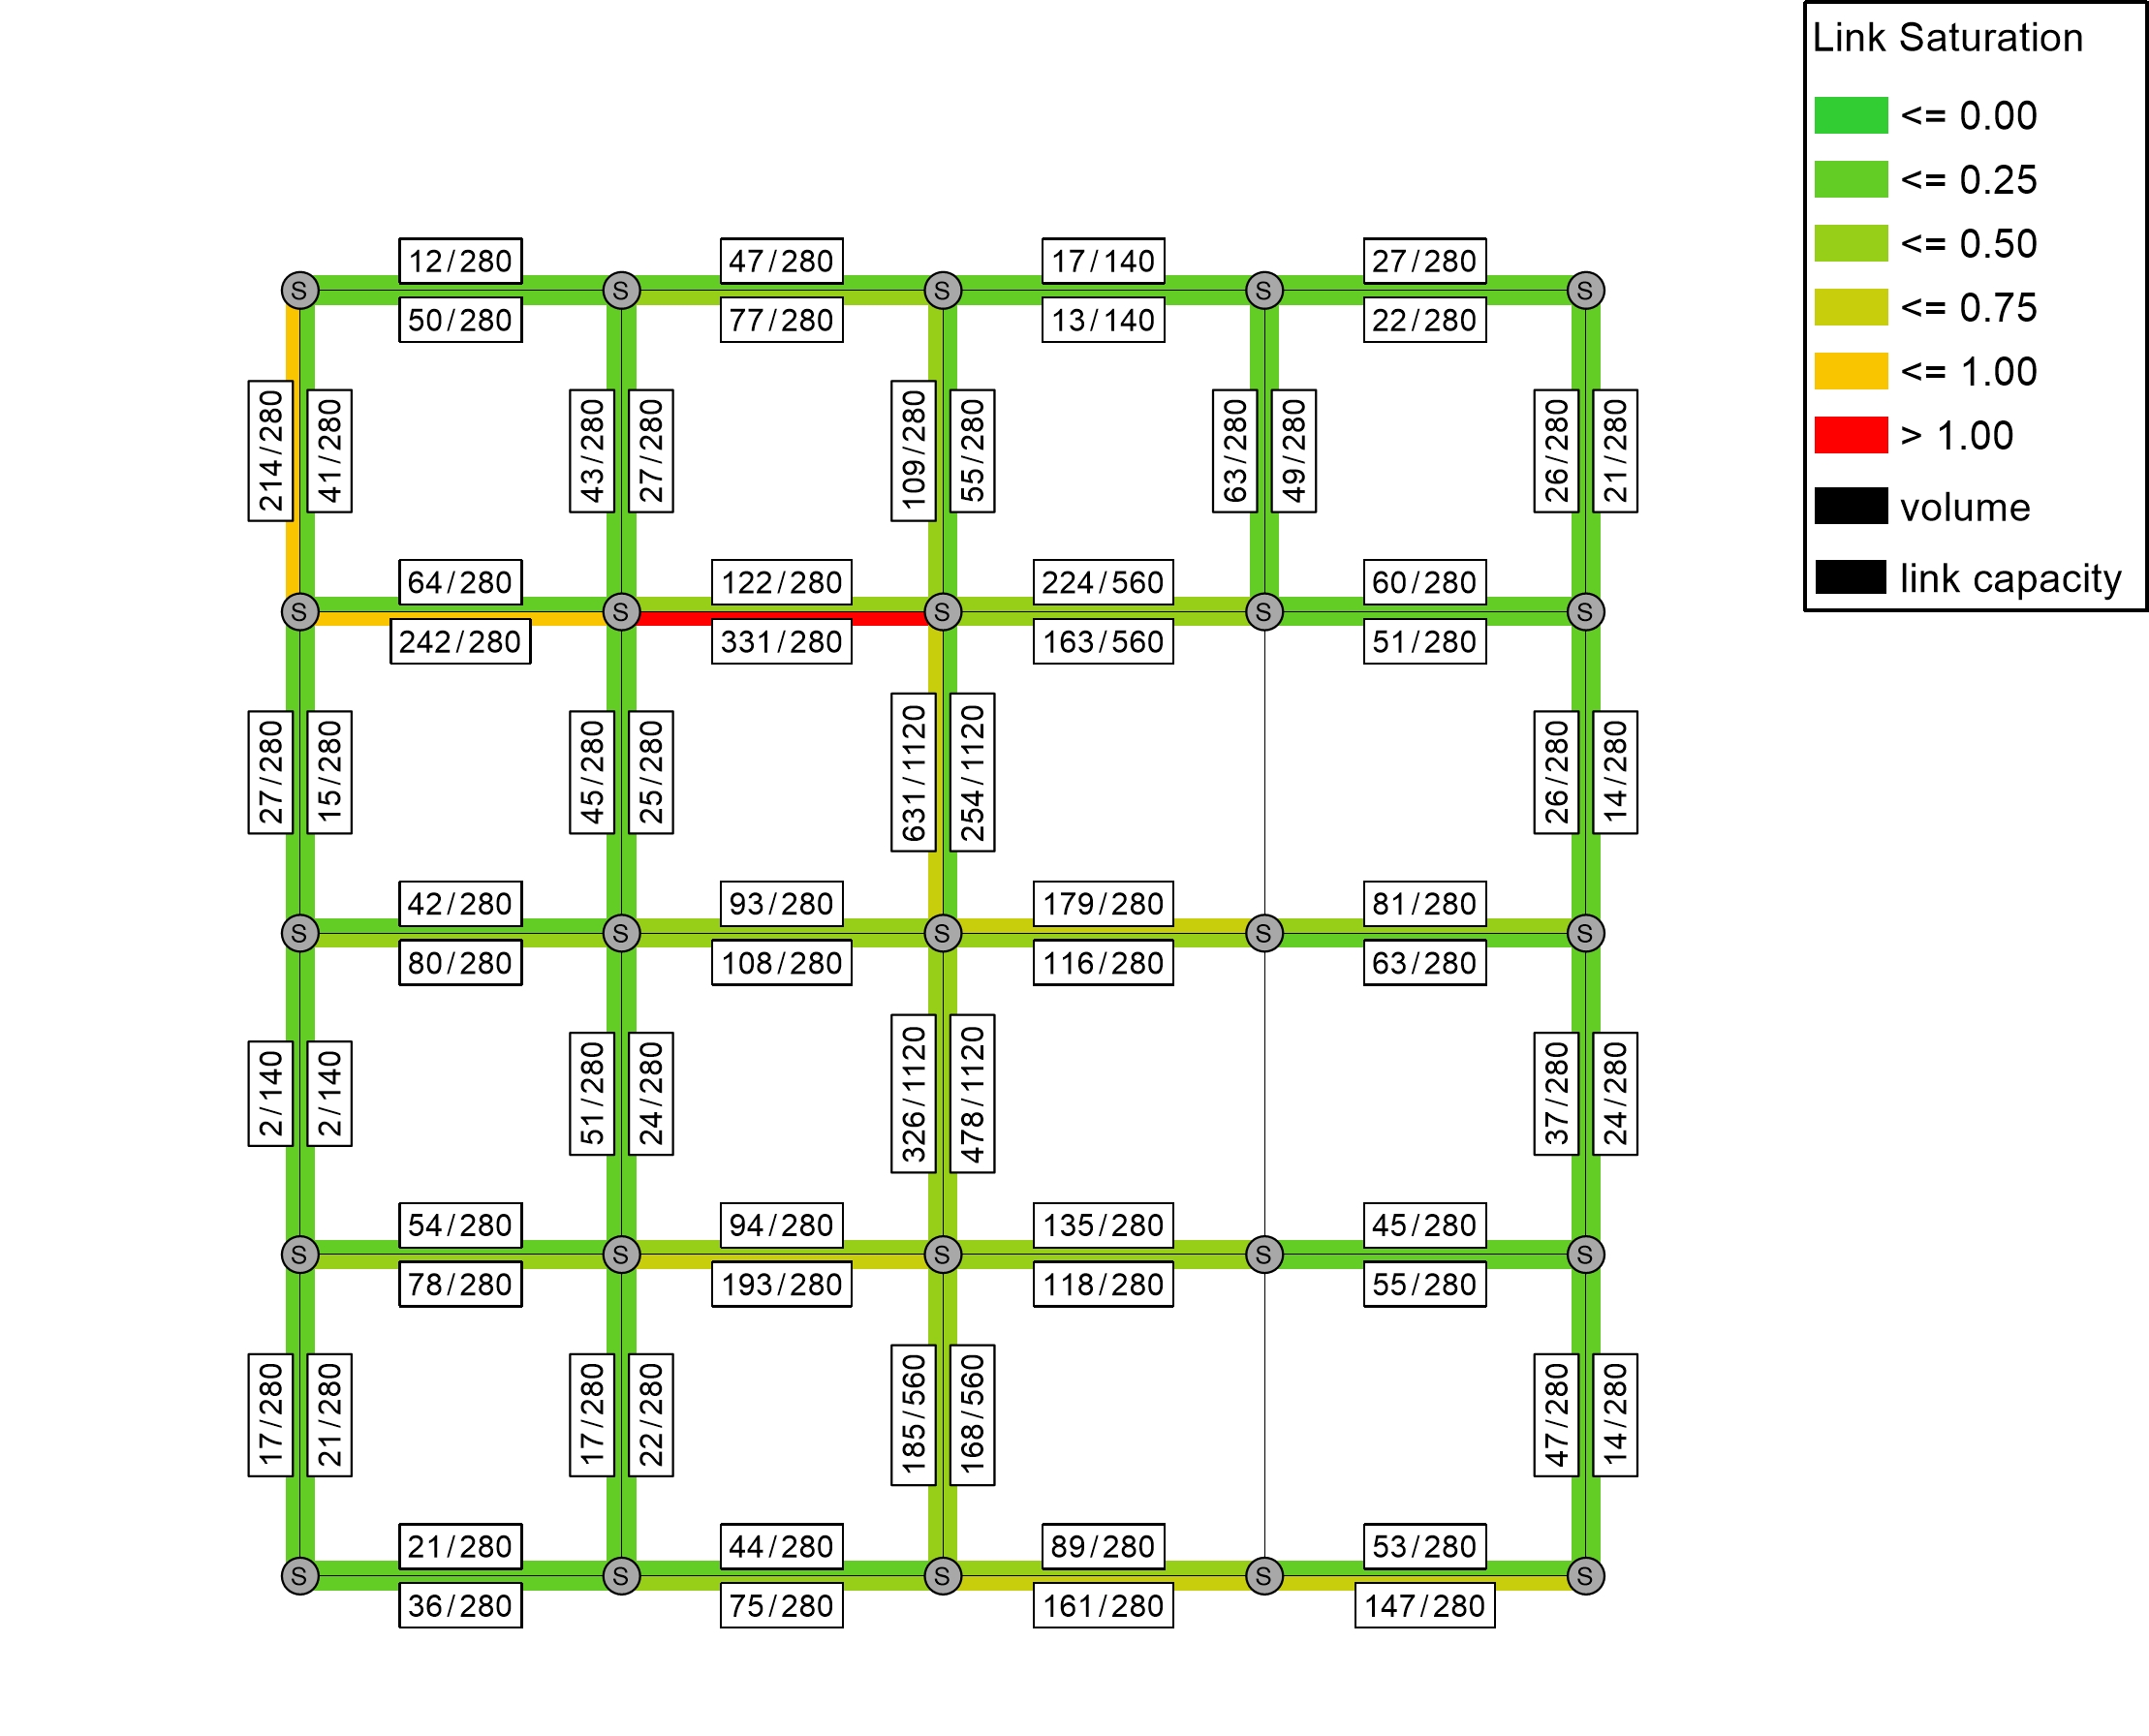 Link Saturation
<= 0.00
<= 0.25
<= 0.50
<= 0.75
<= 1.00
> 1.00
volume
link capacity
12/280
47/280
17/140
27/280
S
S
S
S
S
50/280
77/280
13/140
22/280
214/280
41/280
43/280
27/280
109/280
55/280
63/280
49/280
26/280
21/280
64/280
122/280
224/560
60/280
S
S
S
S
S
242/280
331/280
163/560
51/280
27/280
15/280
45/280
25/280
631/1120
254/1120
26/280
14/280
42/280
93/280
179/280
81/280
S
S
S
S
S
80/280
108/280
116/280
63/280
2/140
2/140
51/280
24/280
326/1120
478/1120
37/280
24/280
54/280
94/280
135/280
45/280
S
S
S
S
S
78/280
193/280
118/280
55/280
17/280
21/280
17/280
22/280
185/560
168/560
47/280
14/280
21/280
44/280
89/280
53/280
S
S
S
S
S
36/280
75/280
161/280
147/280